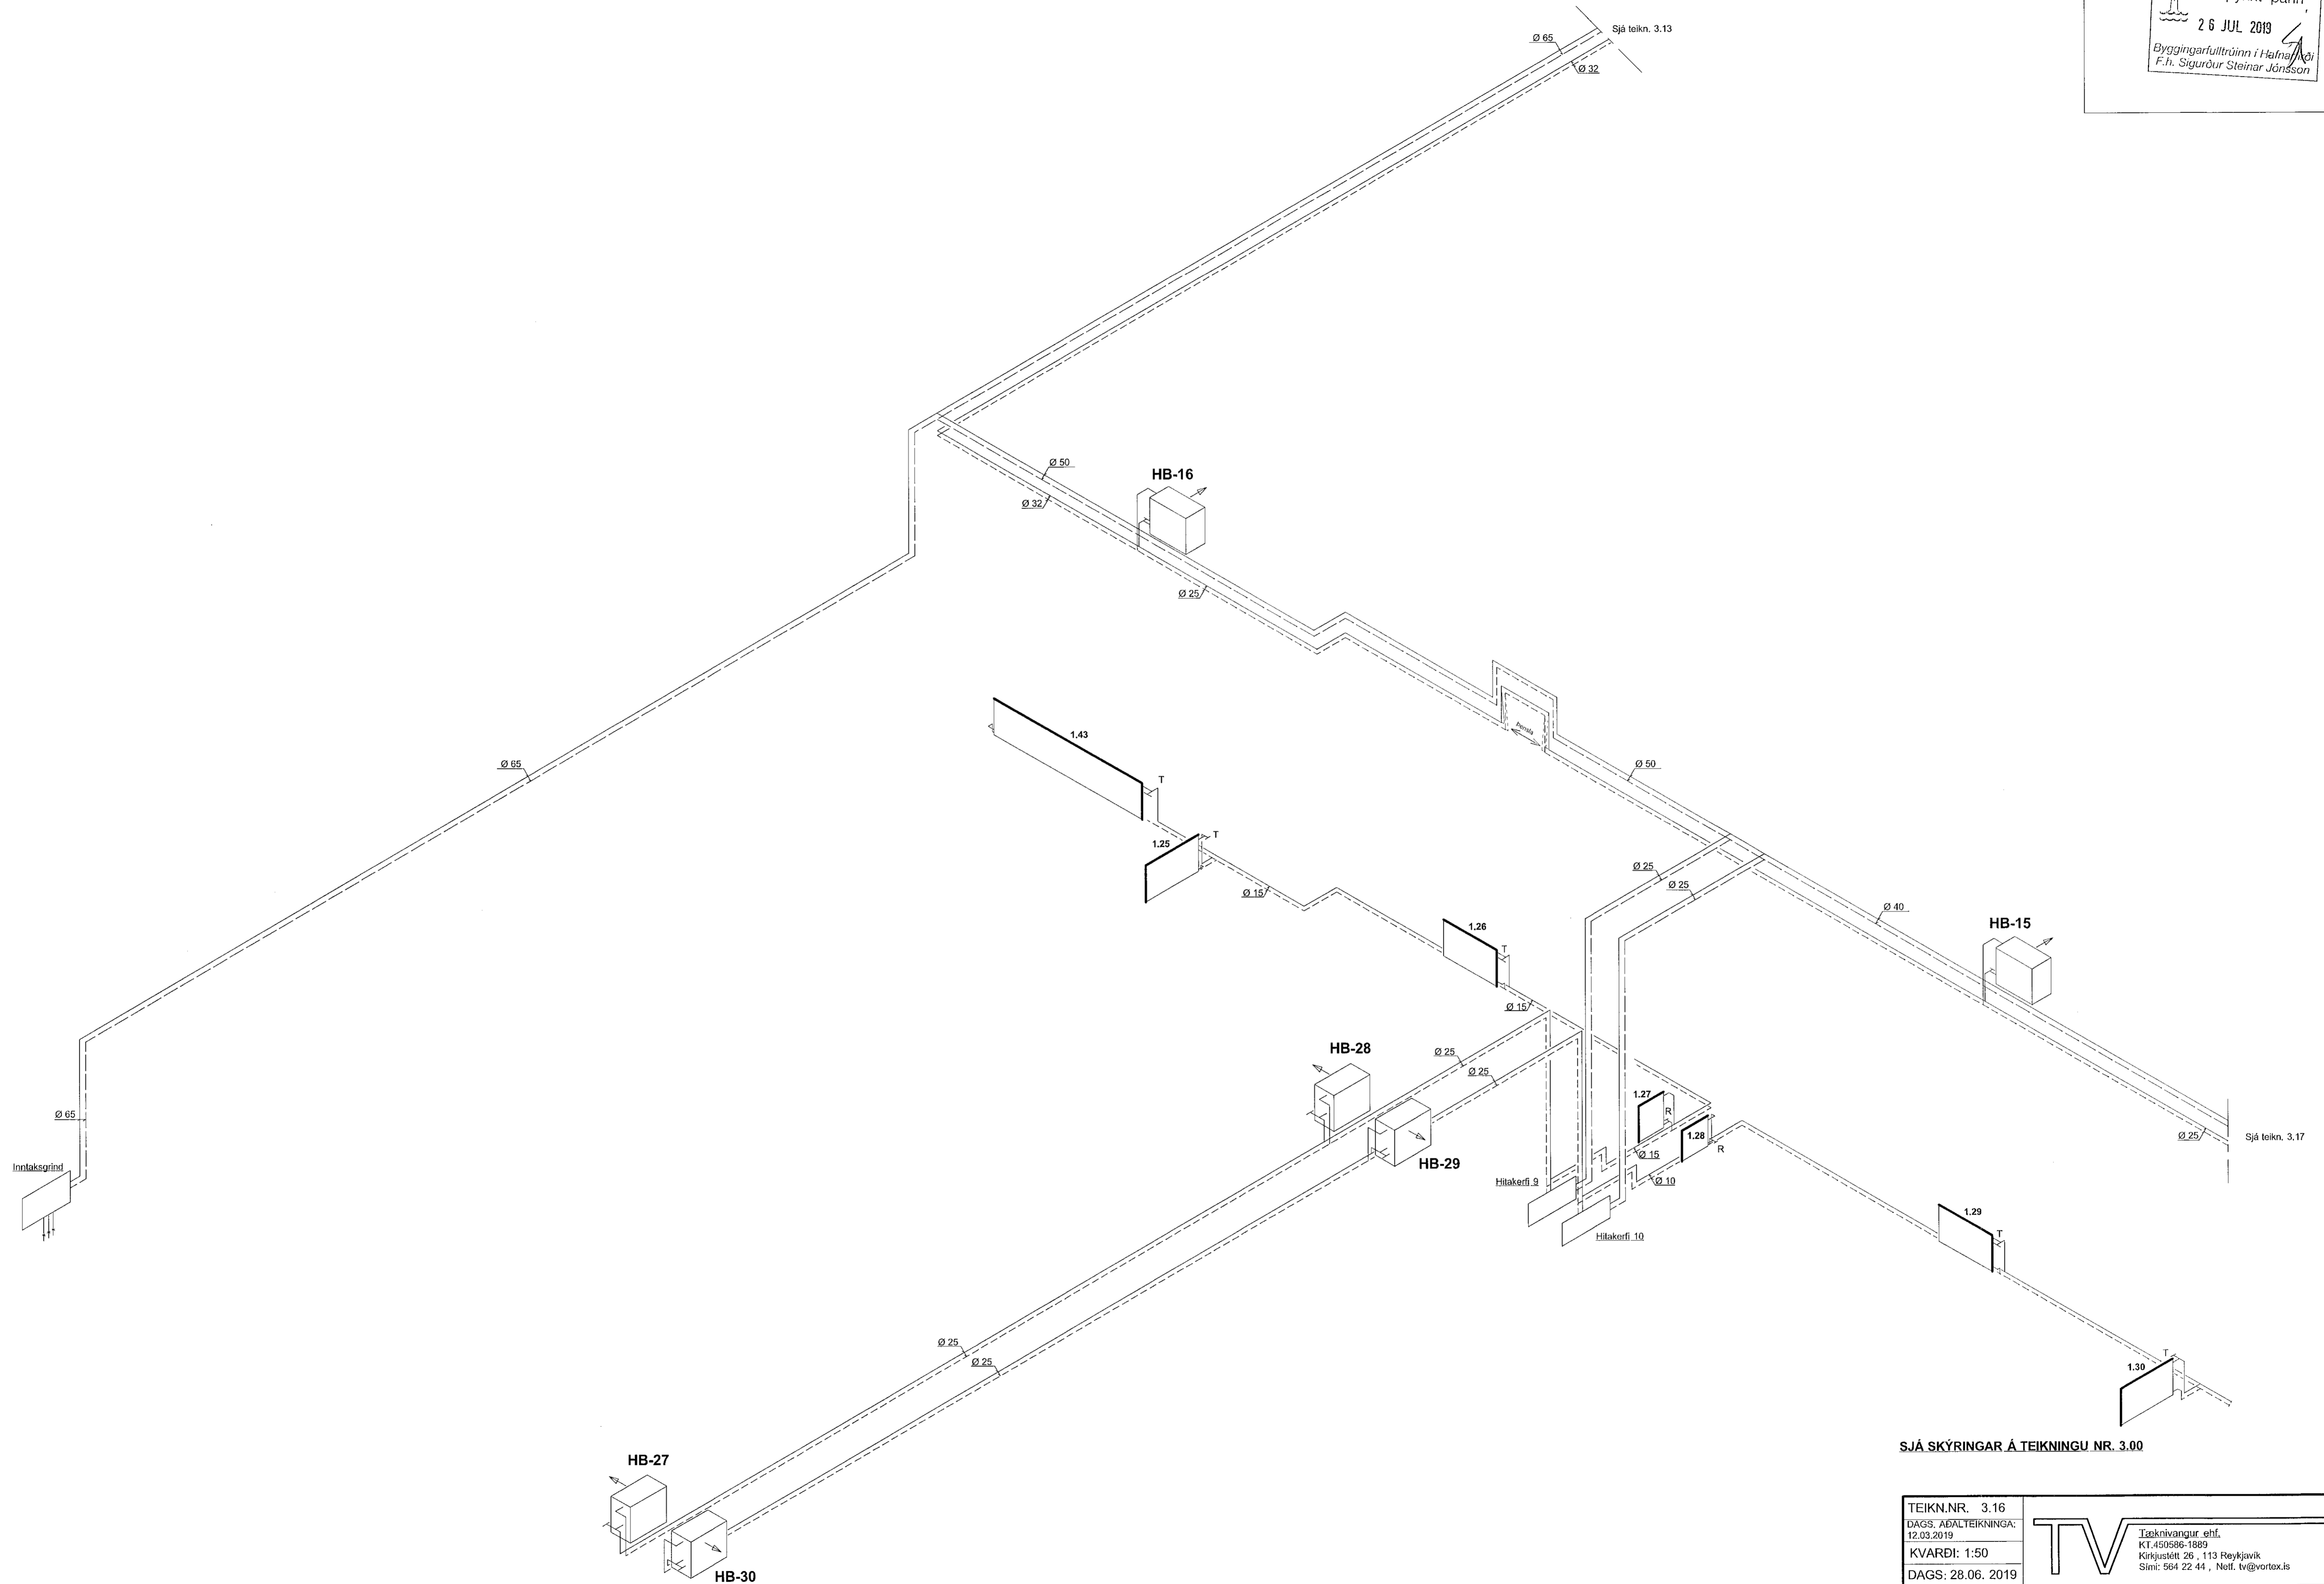 Sjá teikn. 3.13
Ø 65
Ø 32
26 JUL 2019
Byggingarfulltrúinn í Hafnarfirði
F.h. Sigurður Steinar Jónsson
Ø 50
HB-16
Ø 32
Ø 25
1.43
T
þensla
Ø 65
Ø 50
1.25
T
Ø 15
Ø 25
Ø 25
Ø 40
HB-15
1.26
T
Ø 15
HB-28
Ø 25
Ø 25
1.27
R
1.28
R
Ø 65
Ø 25
Sjá teikn. 3.17
HB-29
Ø 15
Inntaksgrind
Hitakerfi 9
Ø 10
Hitakerfi 10
1.29
T
Ø 25
Ø 25
T
1.30
HB-27
HB-30
SJÁ SKÝRINGAR Á TEIKNINGU NR. 3.00
TEIKN.NR. 3.16
DAGS. AÐALTEIKNINGA:
12.03.2019
KVARÐI: 1:50
DAGS: 28.06. 2019
TV
Tæknivangur ehf.
KT.450586-1889
Kirkjustétt 26 , 113 Reykjavík
Sími: 564 22 44 , Netf. tv@vortex.is